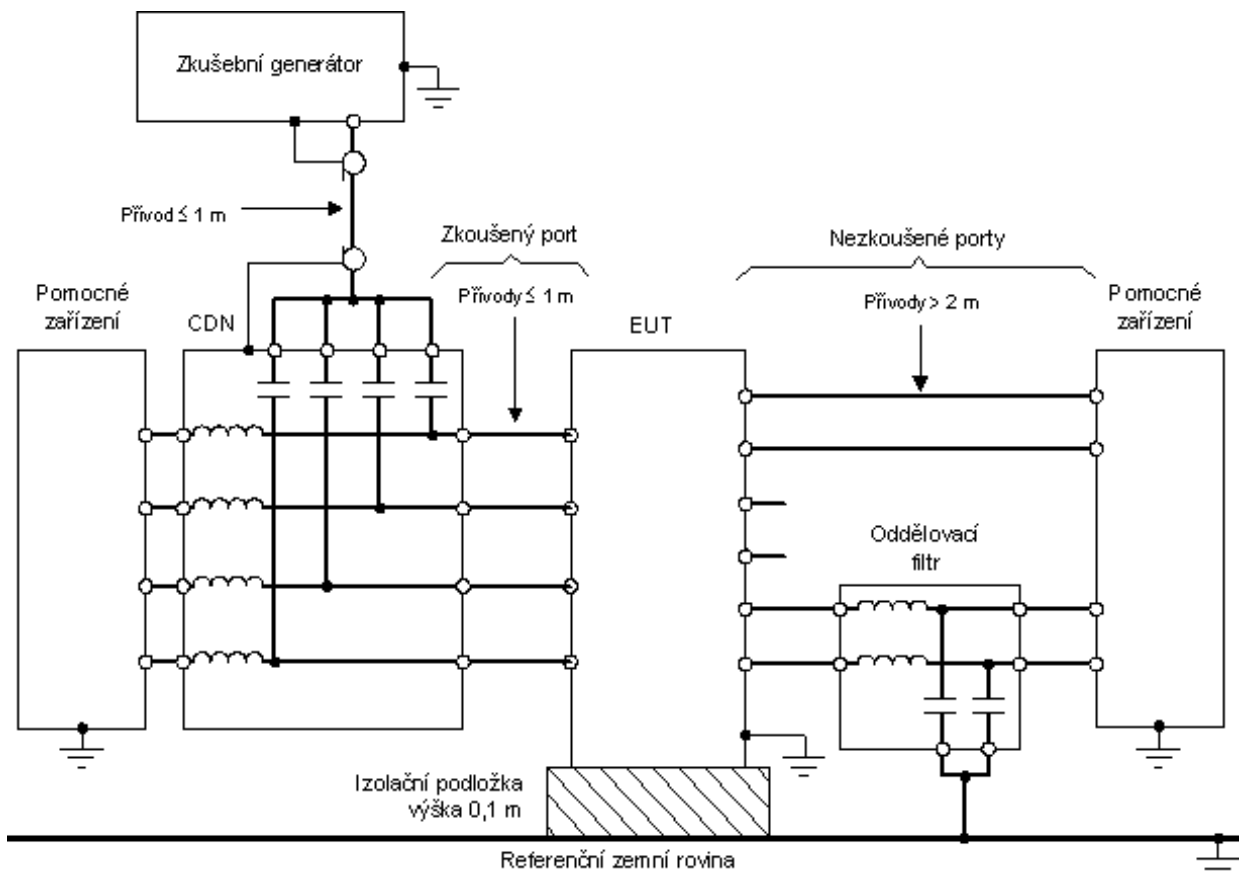 Zkušební generátor
Přívod ≤ 1 m
Zkoušený port
Nezkoušené porty
Přívody ≤ 1 m
Přívody > 2 m
Pomocné
zařízení
CDN
EUT
Pomocné
zařízení
Oddělovací
filtr
Izolační podložka
výška 0,1 m
Referenční zemní rovina